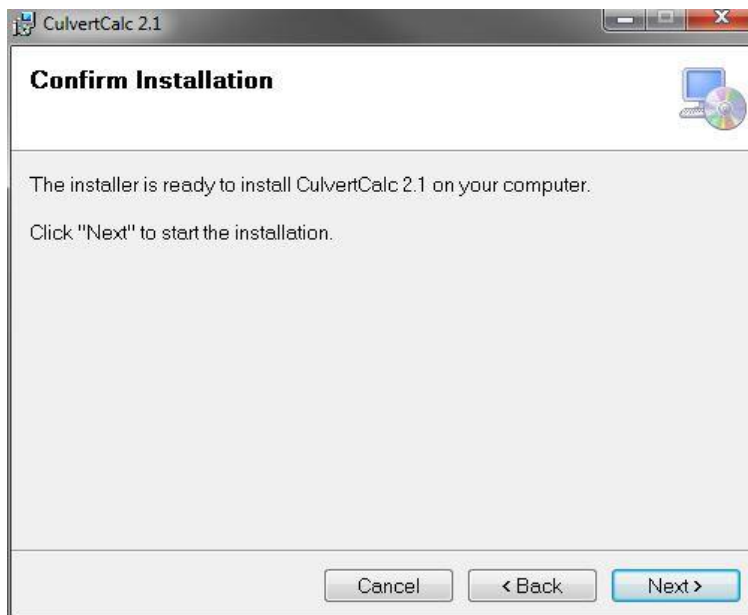 CulvertCalc 2.1
Confirm Installation
The installer is ready to install CulvertCalc 2.1 on your computer.
Click "Next" to start the installation.
Cancel
< Back
Next >